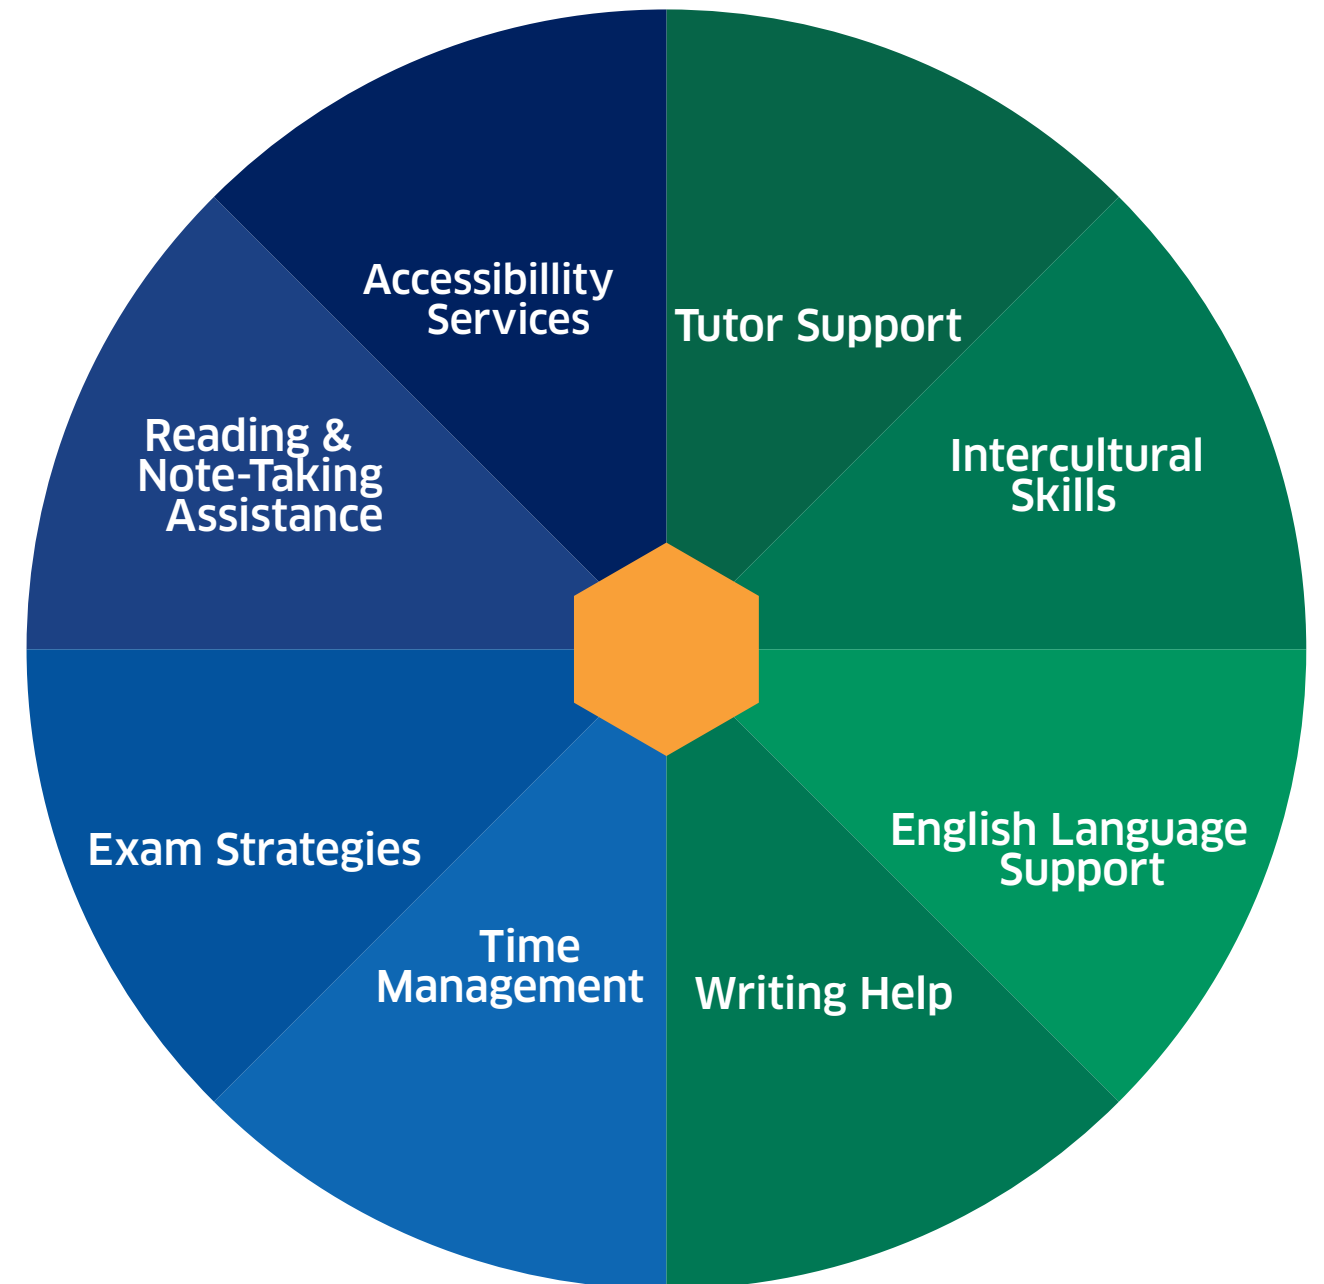 Accessibillity
Services
Tutor Support
Reading &
Note-Taking
Assistance
Intercultural
Skills
Exam Strategies
English Language
Support
Time
Management
Writing Help